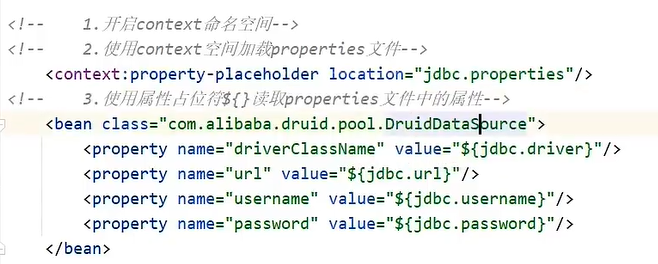 <!--    1.开启context命名空间-->
<!--    2.使用context空间加载properties文件-->
    <context:property-placeholder location="jdbc.properties"/>
<!--    3.使用属性占位符${}读取properties文件中的属性-->
    <bean class="com.alibaba.druid.pool.DruidDataSource">
        <property name="driverClassName" value="${jdbc.driver}"/>
        <property name="url" value="${jdbc.url}"/>
        <property name="username" value="${jdbc.username}"/>
        <property name="password" value="${jdbc.password}"/>
    </bean>